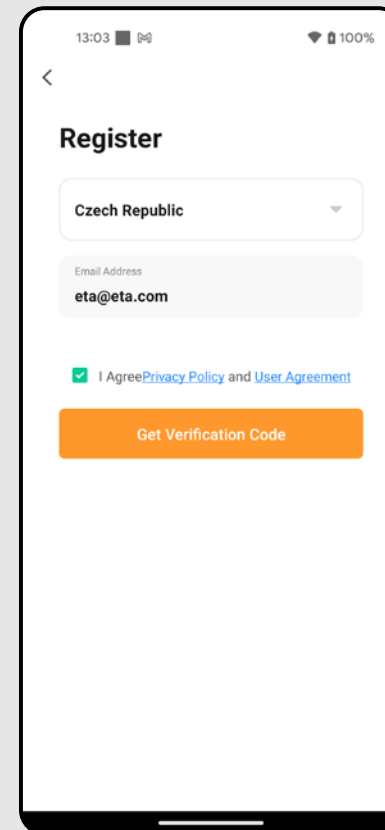 13:03 100%
Register
Czech Republic
Email Address
eta@eta.com
I AgreePrivacy Policy and User Agreement
Get Verification Code